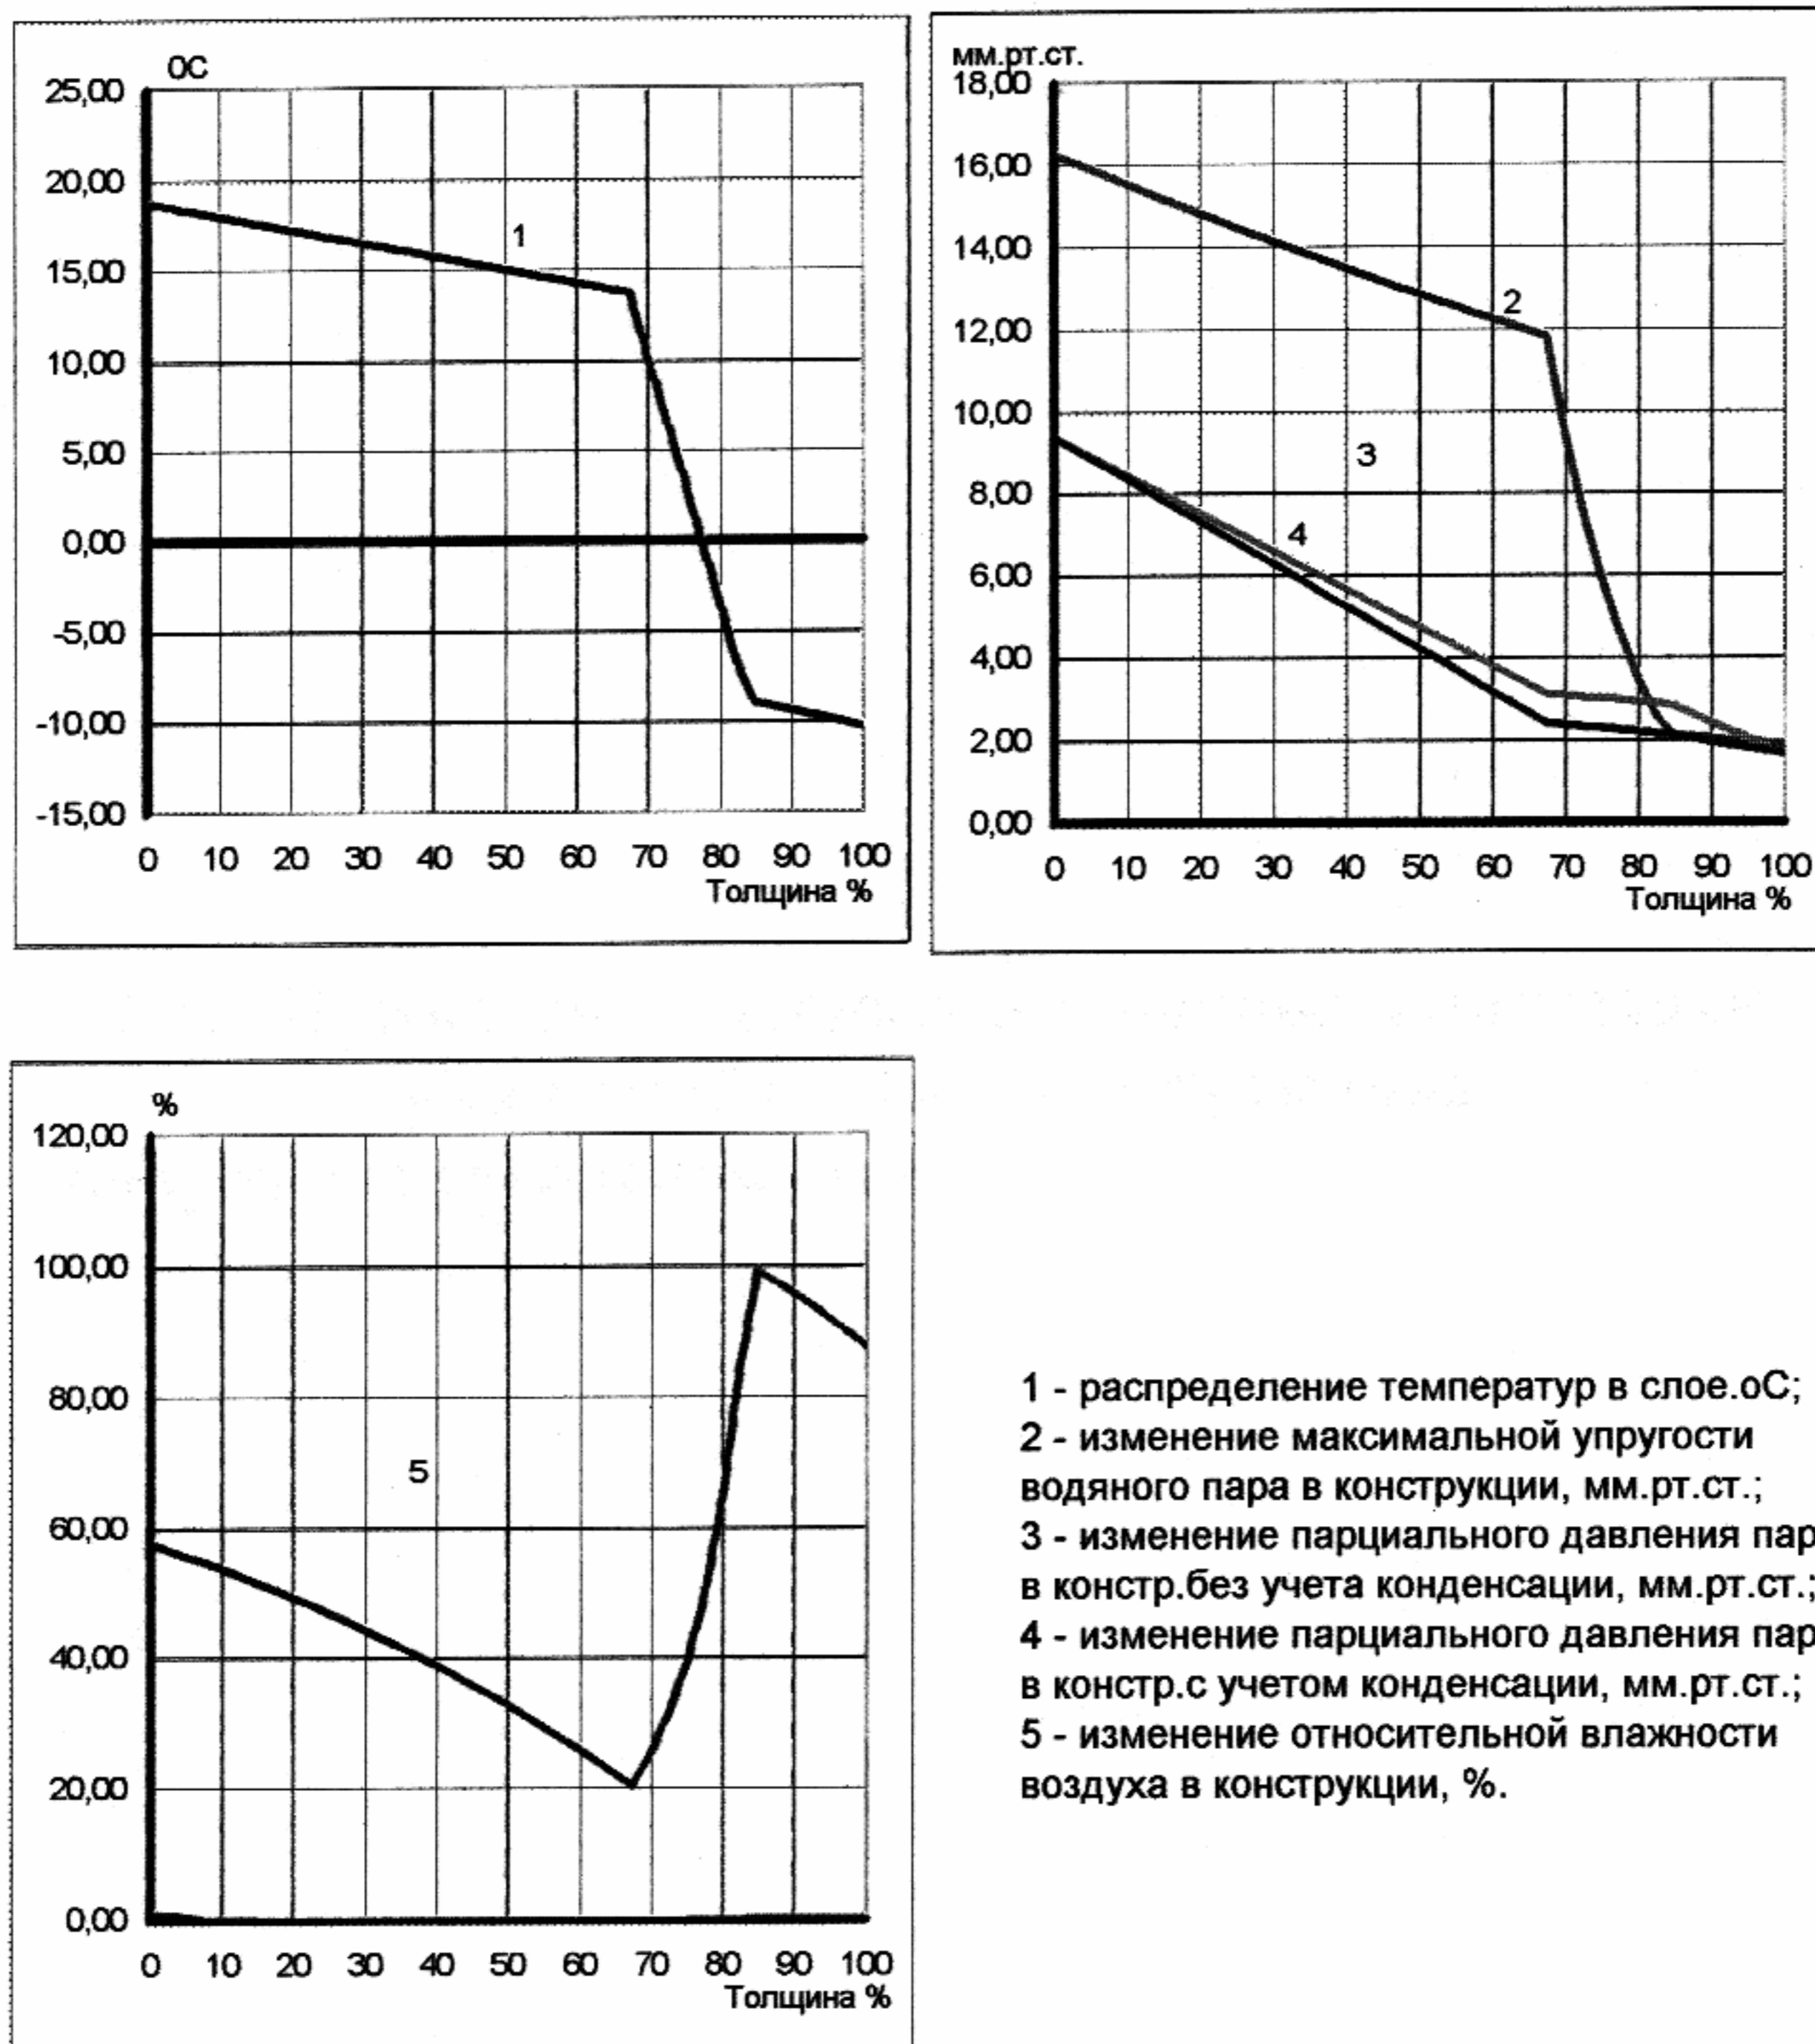 ОС
25,00
20,00
15,00
10,00
5,00
0,00
-5,00
-10,00
-15,00
1
0 10 20 30 40 50 60 70 80 90 100
Толщина %
мм.рт.ст.
18,00
16,00
14,00
12,00
10,00
8,00
6,00
4,00
2,00
0,00
2
3
4
0 10 20 30 40 50 60 70 80 90 100
Толщина %
%
120,00
100,00
80,00
60,00
40,00
20,00
0,00
5
0 10 20 30 40 50 60 70 80 90 100
Толщина %
1 - распределение температур в слое.оС;
2 - изменение максимальной упругости
водяного пара в конструкции, мм.рт.ст.;
3 - изменение парциального давления пар
в констр.без учета конденсации, мм.рт.ст.;
4 - изменение парциального давления пар
в констр.с учетом конденсации, мм.рт.ст.;
5 - изменение относительной влажности
воздуха в конструкции, %.